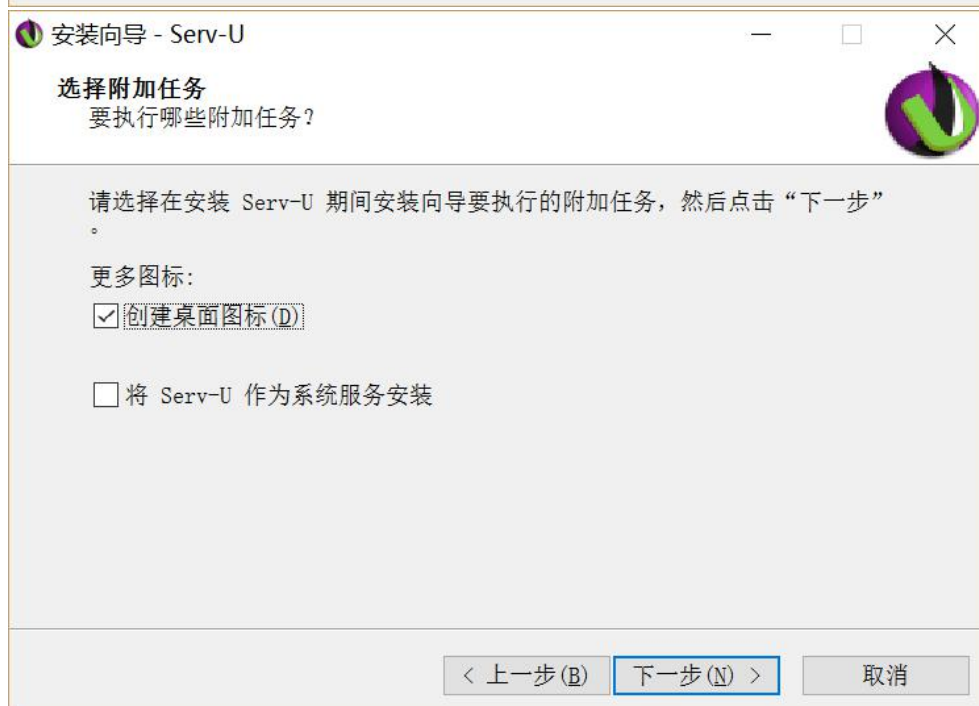 安装向导 - Serv-U
选择附加任务
要执行哪些附加任务？
请选择在安装 Serv-U 期间安装向导要执行的附加任务，然后点击“下一步”
。
更多图标:
创建桌面图标(D)
将 Serv-U 作为系统服务安装
< 上一步(B)
下一步(N) >
取消